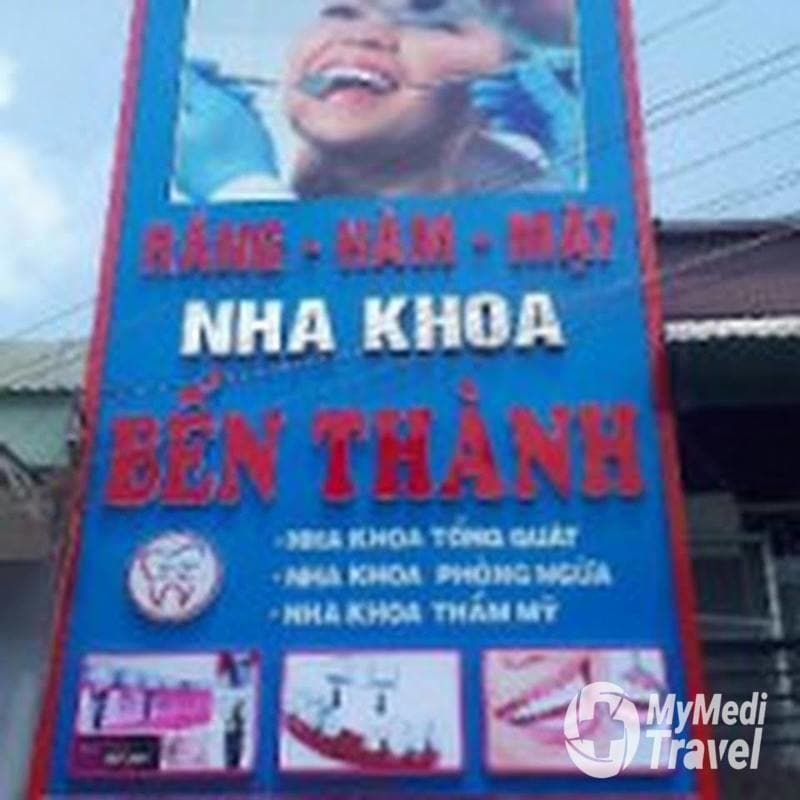 RĂNG - HÀM - MẶT
NHA KHOA
BẾN THÀNH
·NHA KHOA TỔNG QUÁT
·NHA KHOA PHÒNG NGỪA
·NHA KHOA THẨM MỸ
MyMedi
Travel